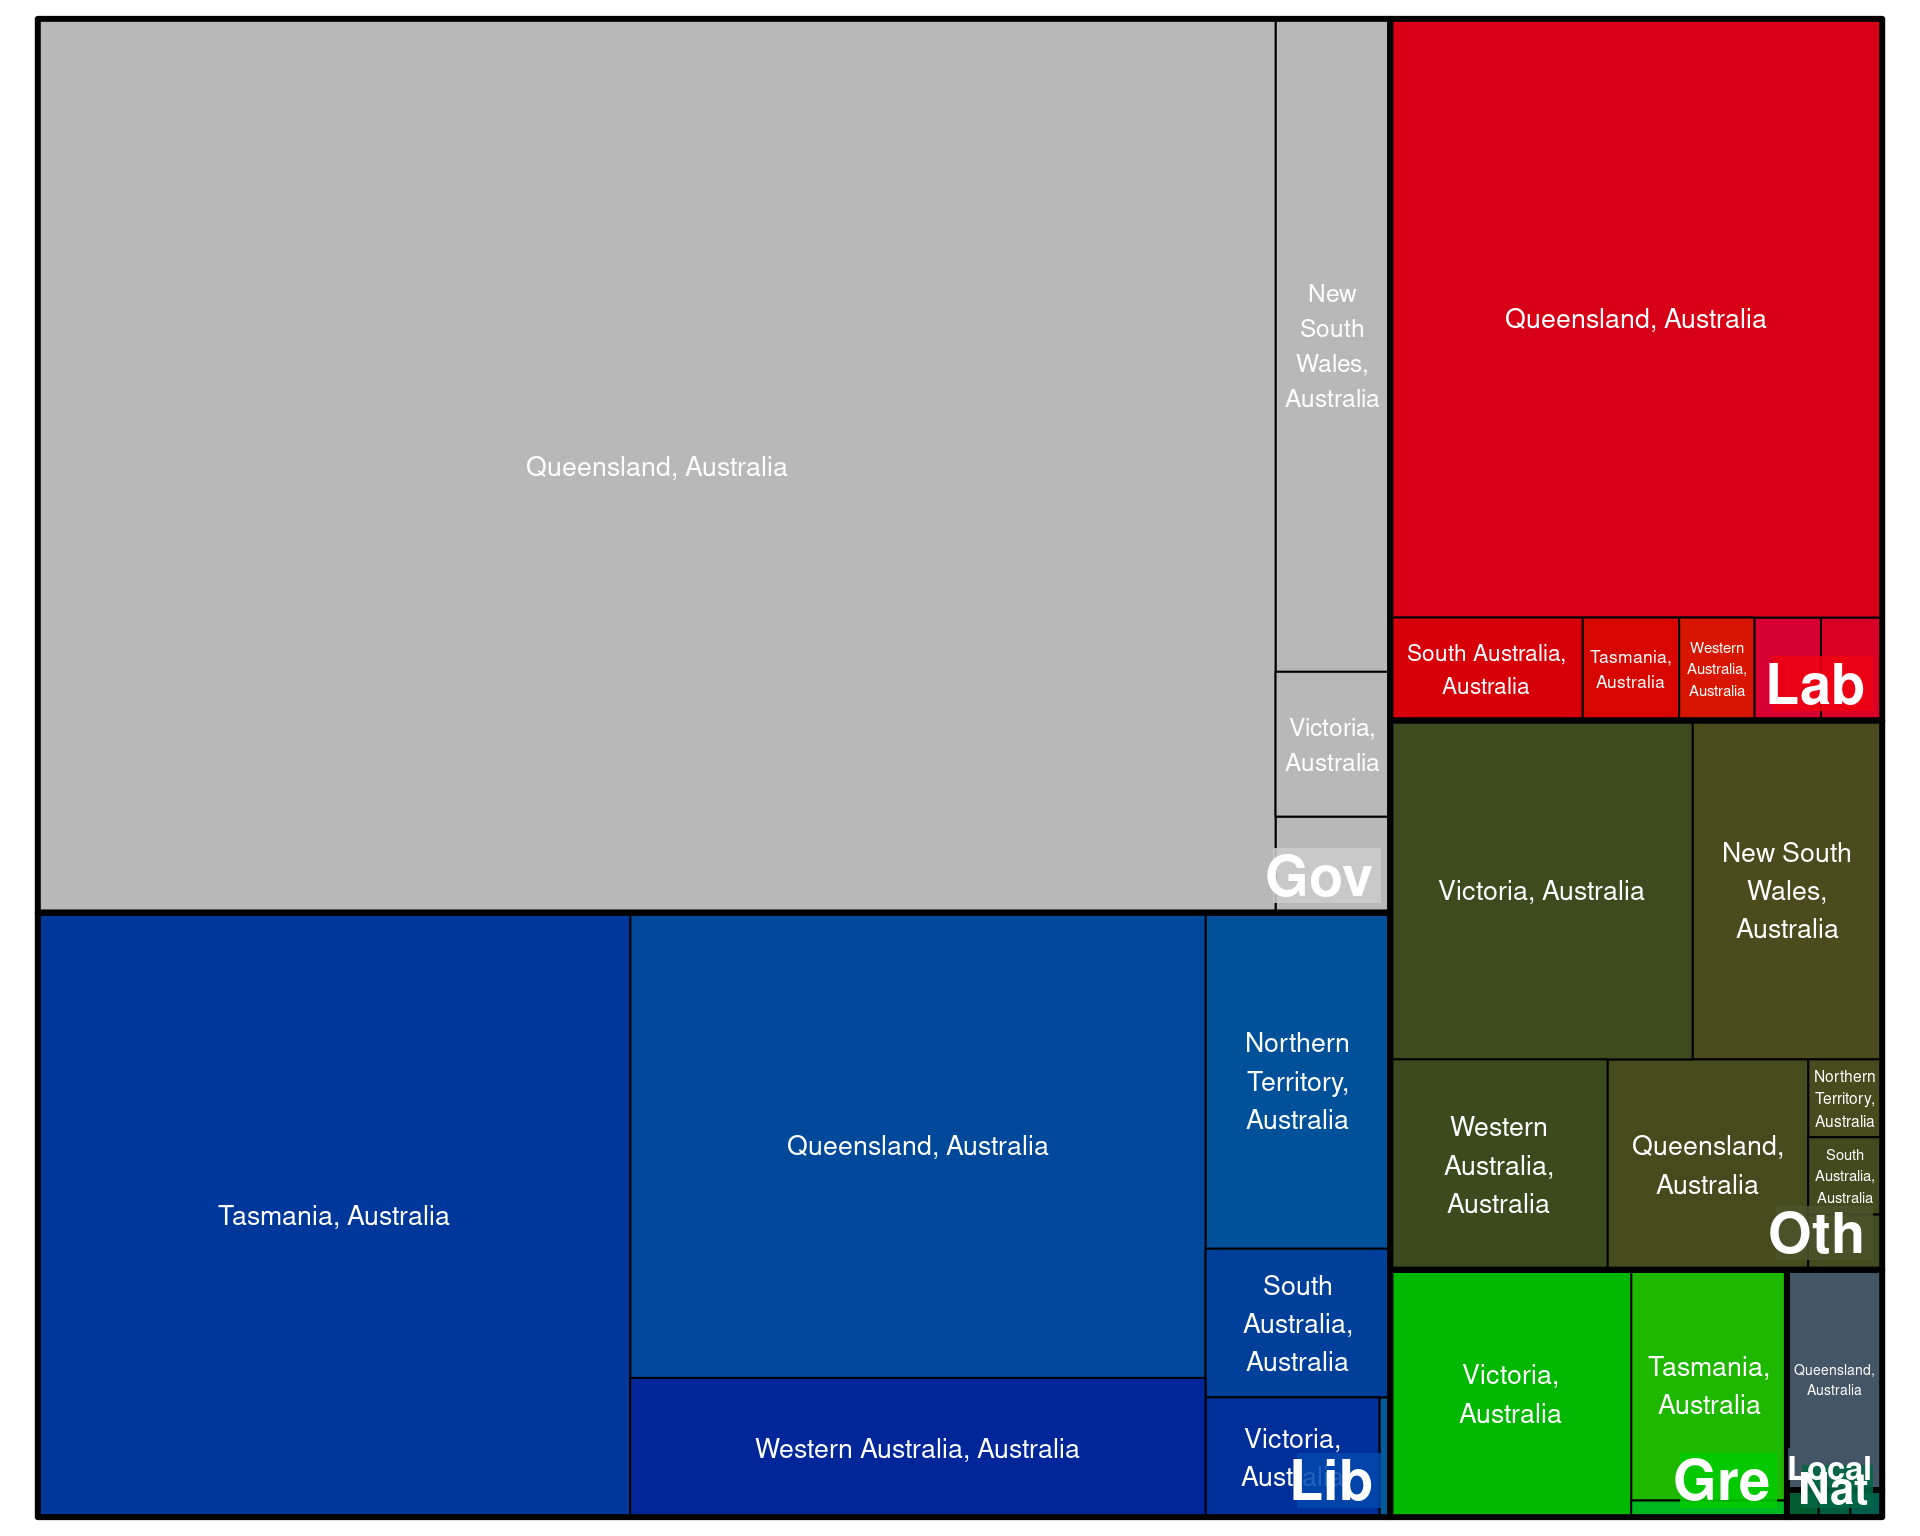 Queensland, Australia
New
South
Wales,
Australia
Victoria,
Australia
Gov
Queensland, Australia
South Australia,
Australia
Tasmania,
Australia
Western
Australia,
Australia
Lab
Tasmania, Australia
Queensland, Australia
Western Australia, Australia
Northern
Territory,
Australia
South
Australia,
Australia
Victoria,
Australia
Lib
Victoria, Australia
New South
Wales,
Australia
Western
Australia,
Australia
Queensland,
Australia
Northern
Territory,
Australia
South
Australia,
Australia
Oth
Victoria,
Australia
Tasmania,
Australia
Gre
Queensland,
Australia
Local
Nat